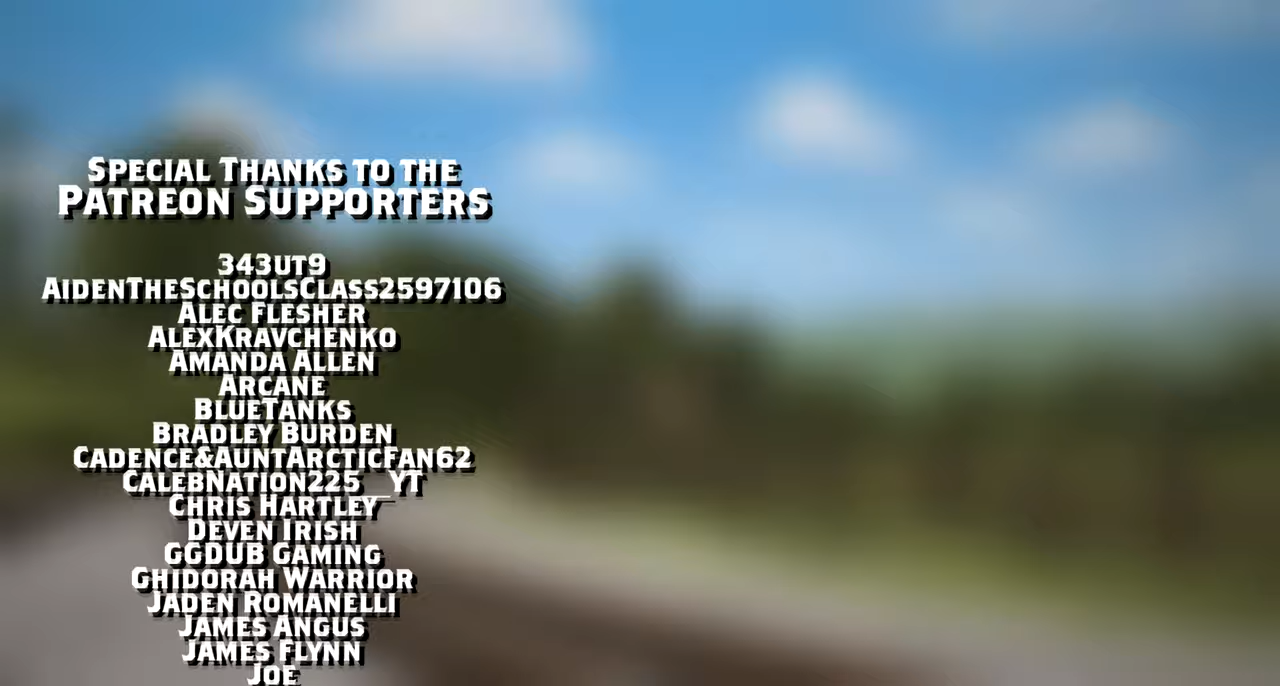 Special Thanks to the
Patreon Supporters
343ut9
AidenTheSchoolsClass2597106
Alec Flesher
AlexKravchenko
Amanda Allen
Arcane
BlueTanks
Bradley Burden
Cadence&AuntArcticFan62
CalebNation225__YT
Chris Hartley
Deven Irish
GGDUB Gaming
Ghidorah Warrior
Jaden Romanelli
James Angus
James Flynn
Joe